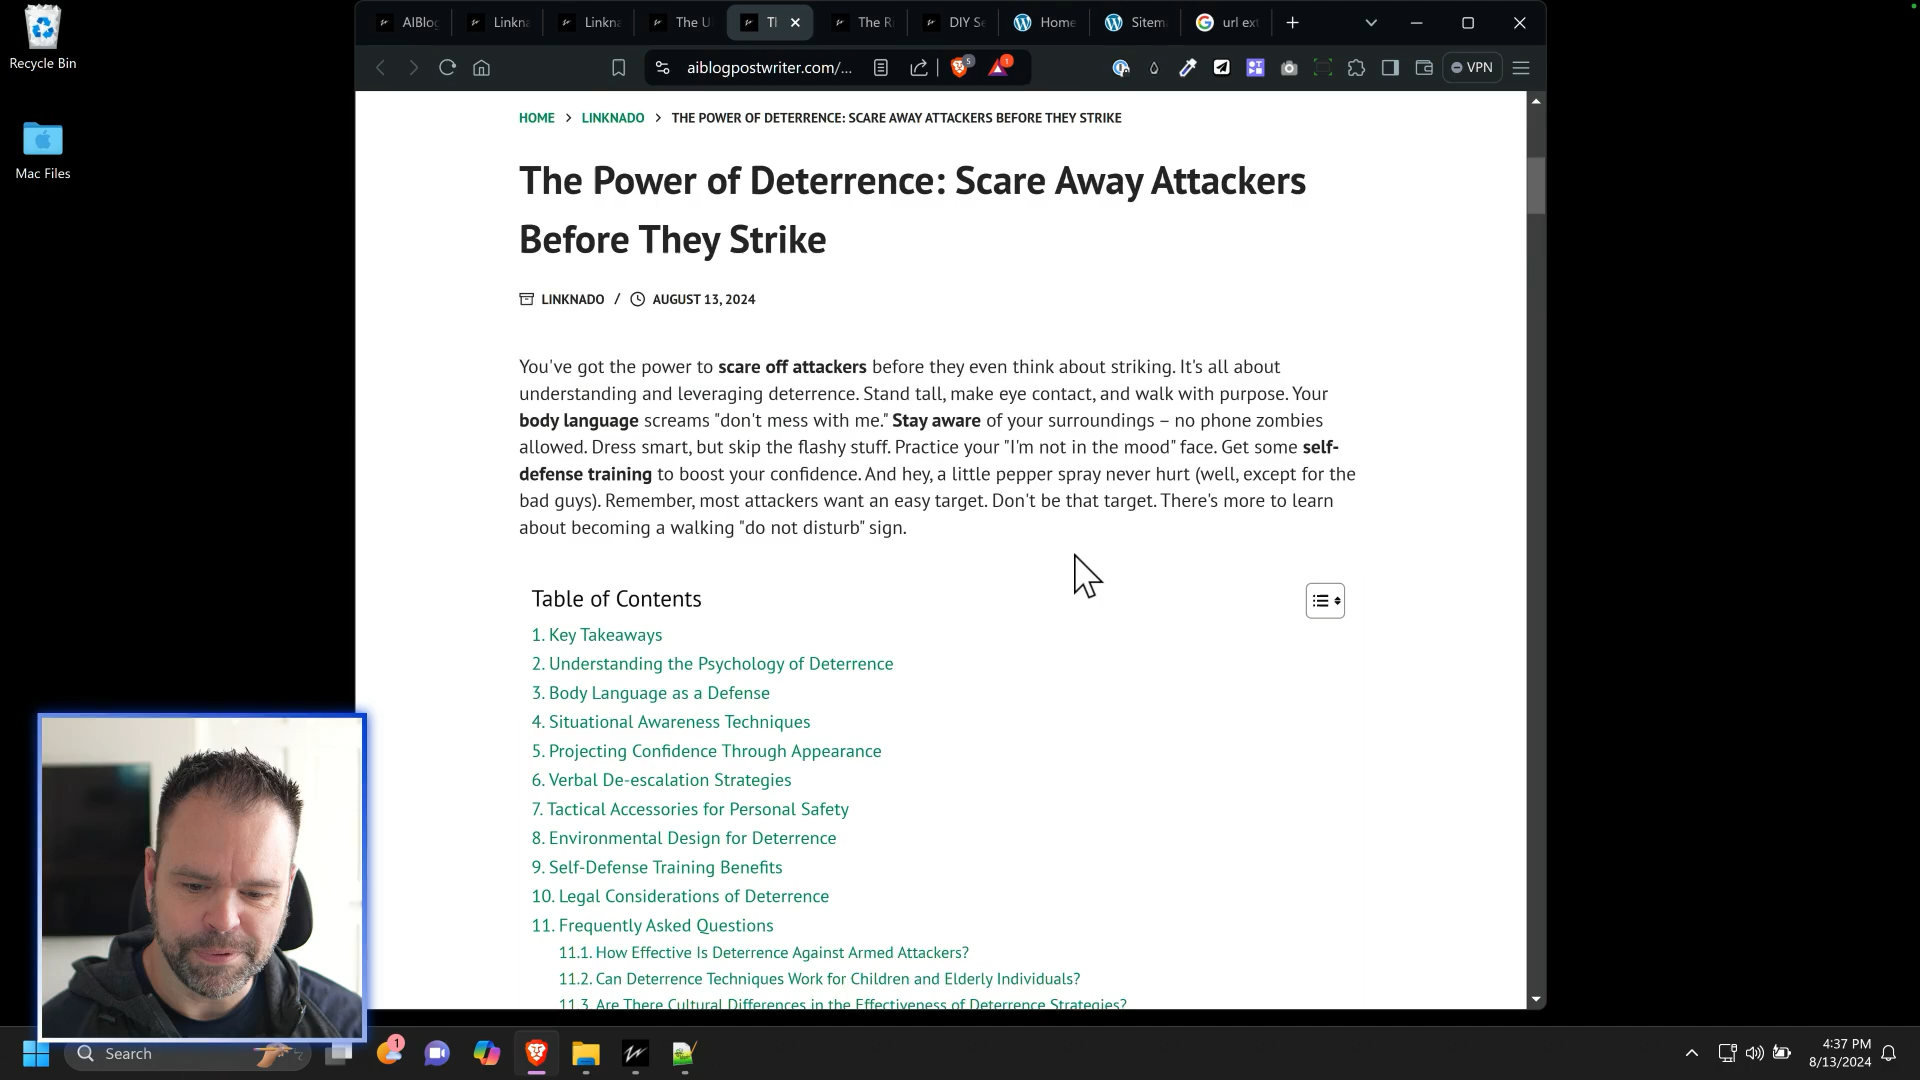 Recycle Bin
Mac Files
AIBlog
Linkna
Linkna
The U
Tl
The Ri
DIY Se
Home
Sitem
url ext
aiblogpostwriter.com/...
5
1
VPN
HOME > LINKNADO > THE POWER OF DETERRENCE: SCARE AWAY ATTACKERS BEFORE THEY STRIKE
The Power of Deterrence: Scare Away Attackers
Before They Strike
LINKNADO / AUGUST 13, 2024
You've got the power to scare off attackers before they even think about striking. It's all about
understanding and leveraging deterrence. Stand tall, make eye contact, and walk with purpose. Your
body language screams "don't mess with me." Stay aware of your surroundings – no phone zombies
allowed. Dress smart, but skip the flashy stuff. Practice your "I'm not in the mood" face. Get some self-
defense training to boost your confidence. And hey, a little pepper spray never hurt (well, except for the
bad guys). Remember, most attackers want an easy target. Don't be that target. There's more to learn
about becoming a walking "do not disturb" sign.
Table of Contents
1. Key Takeaways
2. Understanding the Psychology of Deterrence
3. Body Language as a Defense
4. Situational Awareness Techniques
5. Projecting Confidence Through Appearance
6. Verbal De-escalation Strategies
7. Tactical Accessories for Personal Safety
8. Environmental Design for Deterrence
9. Self-Defense Training Benefits
10. Legal Considerations of Deterrence
11. Frequently Asked Questions
11.1. How Effective Is Deterrence Against Armed Attackers?
11.2. Can Deterrence Techniques Work for Children and Elderly Individuals?
11.3. Are There Cultural Differences in the Effectiveness of Deterrence Strategies?
Search
1
4:37 PM
8/13/2024